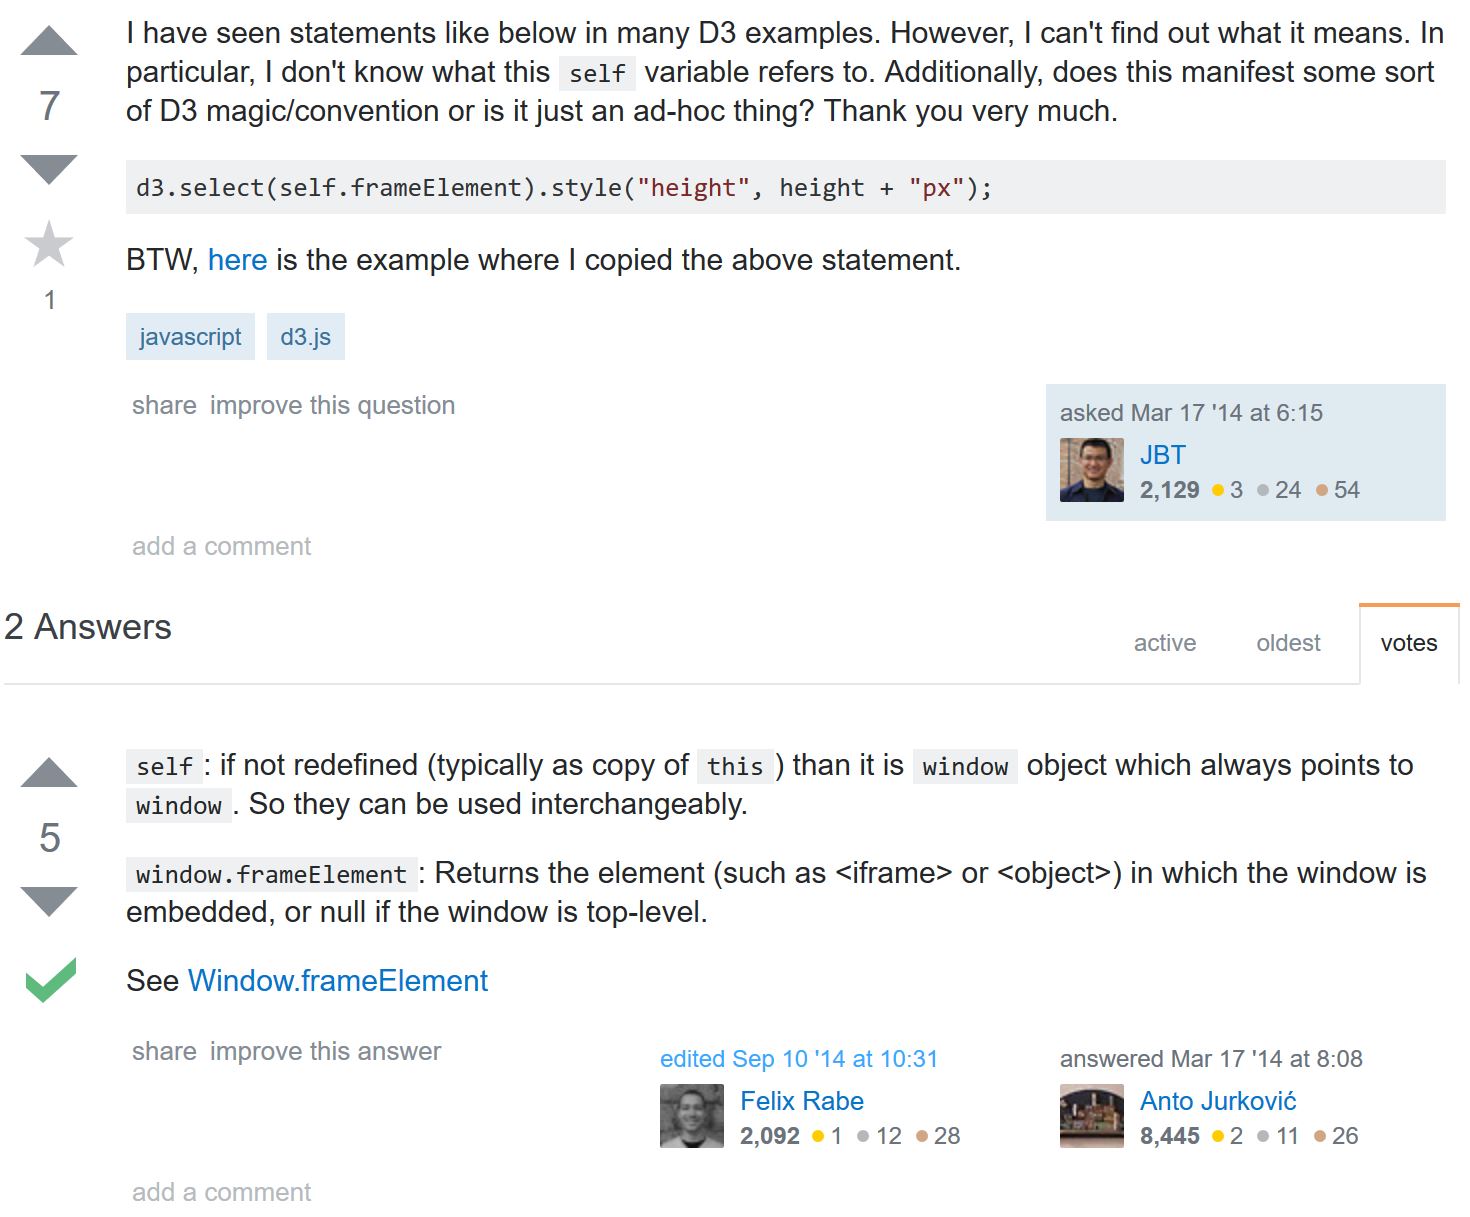 I have seen statements like below in many D3 examples. However, I can't find out what it means. In
particular, I don't know what this self variable refers to. Additionally, does this manifest some sort
7
of D3 magic/convention or is it just an ad-hoc thing? Thank you very much.
d3.select(self.frameElement).style("height", height + "px");
BTW, here is the example where I copied the above statement.
1
javascript d3.js
share improve this question
asked Mar 17 '14 at 6:15
JBT
2,129 3 24 54
add a comment
2 Answers
active oldest votes
self : if not redefined (typically as copy of this ) than it is window object which always points to
window . So they can be used interchangeably.
5
window.frameElement : Returns the element (such as <iframe> or <object>) in which the window is
embedded, or null if the window is top-level.
See Window.frameElement
share improve this answer
edited Sep 10 '14 at 10:31
Felix Rabe
2,092 1 12 28
answered Mar 17 '14 at 8:08
Anto Jurković
8,445 2 11 26
add a comment